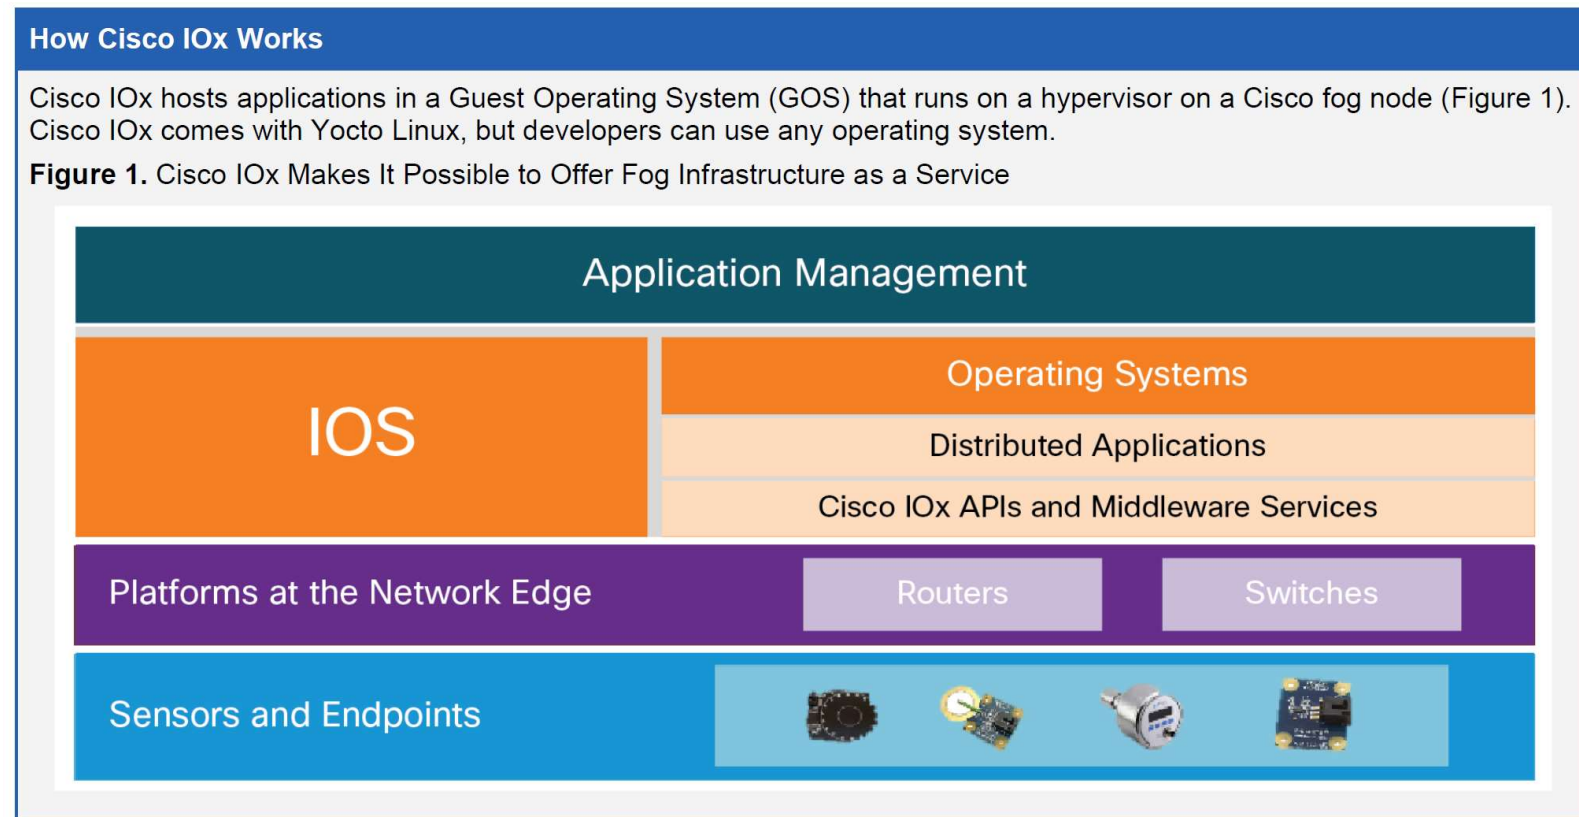 How Cisco IOx Works
Cisco IOx hosts applications in a Guest Operating System (GOS) that runs on a hypervisor on a Cisco fog node (Figure 1).
Cisco IOx comes with Yocto Linux, but developers can use any operating system.
Figure 1. Cisco IOx Makes It Possible to Offer Fog Infrastructure as a Service
Application Management
IOS
Operating Systems
Distributed Applications
Cisco IOx APIs and Middleware Services
Platforms at the Network Edge
Routers
Switches
Sensors and Endpoints